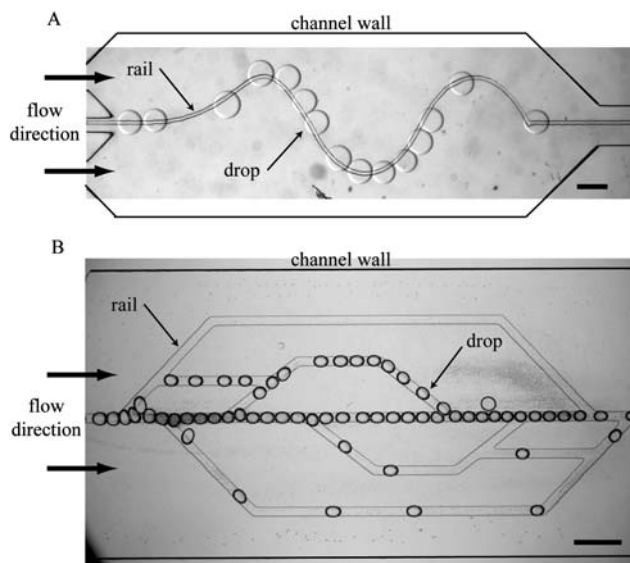 A
channel wall
rail
flow
direction
drop
B
channel wall
rail
drop
flow
direction